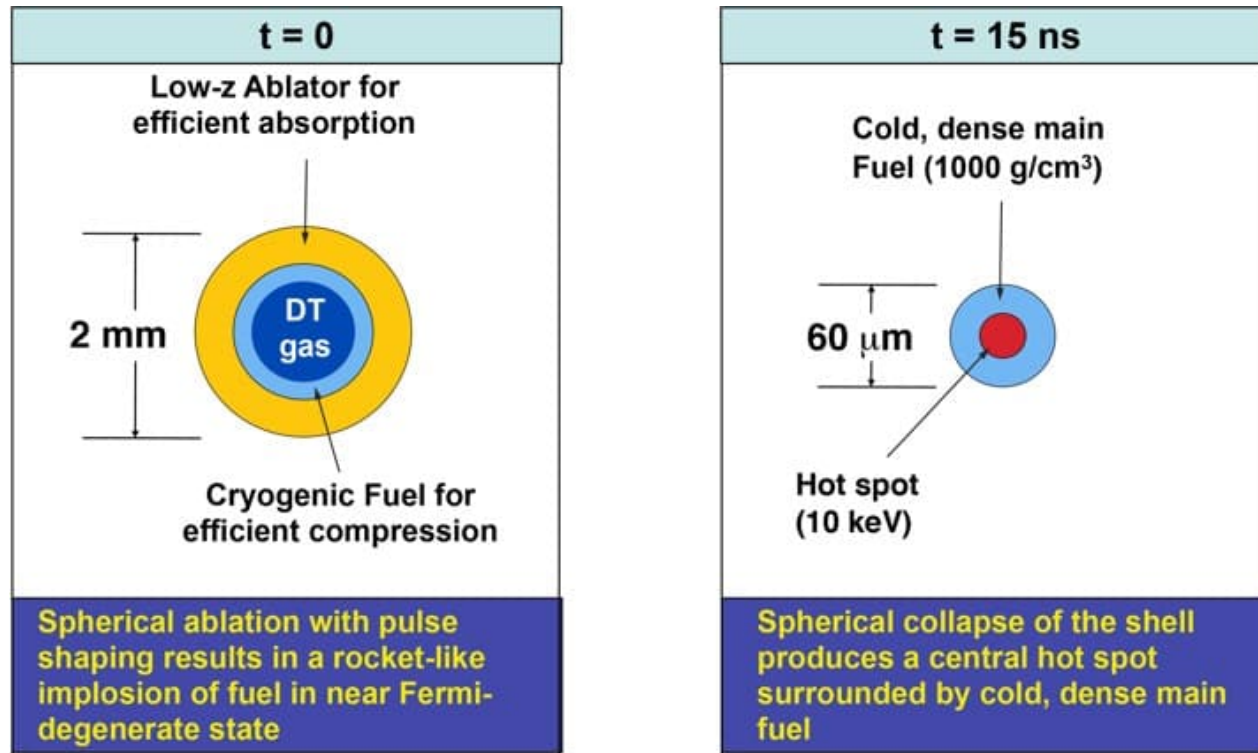 t = 0
Low-z Ablator for
efficient absorption
2 mm
DT
gas
Cryogenic Fuel for
efficient compression
Spherical ablation with pulse
shaping results in a rocket-like
implosion of fuel in near Fermi-
degenerate state
t = 15 ns
Cold, dense main
Fuel (1000 g/cm³)
60 μm
Hot spot
(10 keV)
Spherical collapse of the shell
produces a central hot spot
surrounded by cold, dense main
fuel